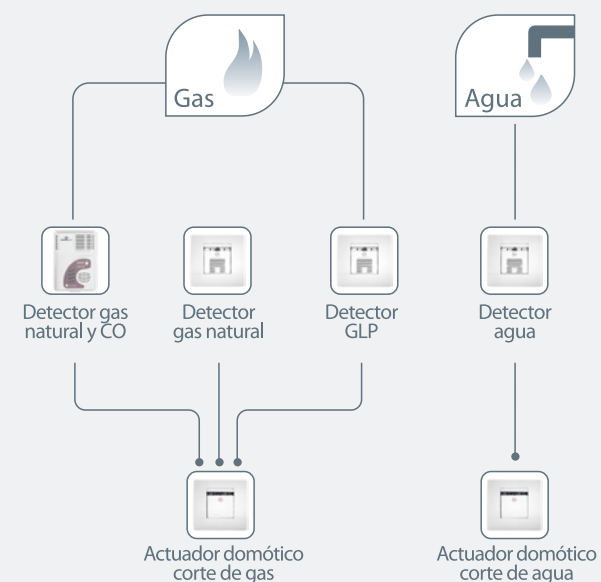 Gas
Agua
Detector gas
natural y CO
Detector
gas natural
Detector
GLP
Detector
agua
Actuador domótico
corte de gas
Actuador domótico
corte de agua